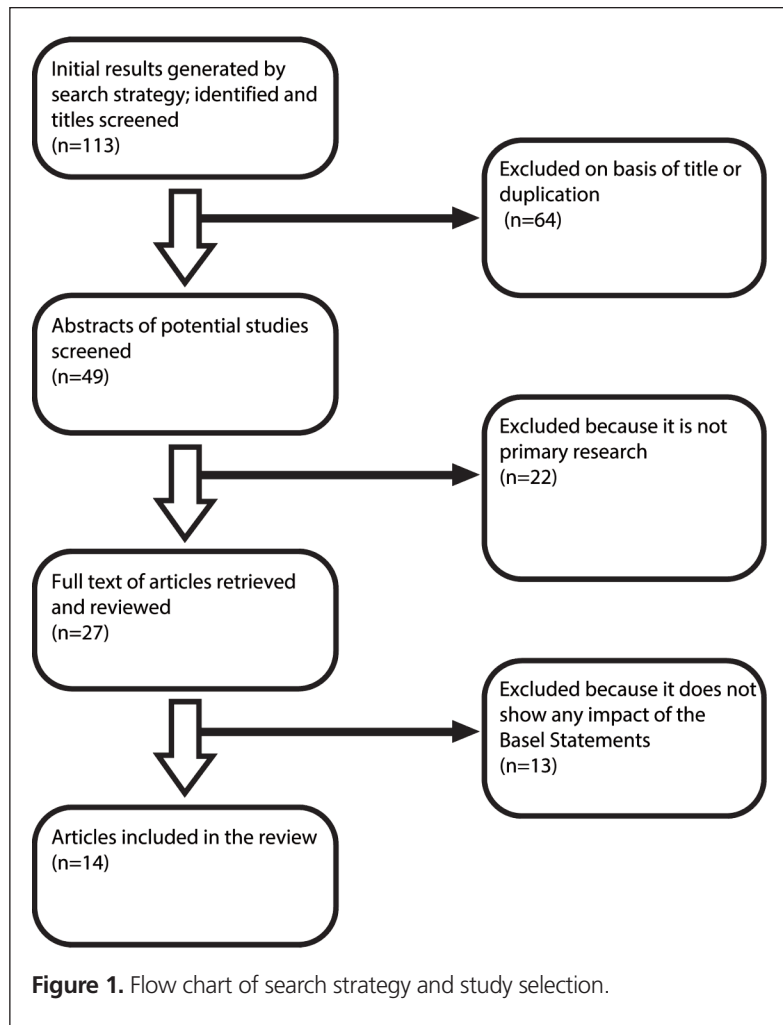 Initial results generated by
search strategy; identified and
titles screened
(n=113)
Excluded on basis of title or
duplication
(n=64)
Abstracts of potential studies
screened
(n=49)
Excluded because it is not
primary research
(n=22)
Full text of articles retrieved
and reviewed
(n=27)
Excluded because it does not
show any impact of the
Basel Statements
(n=13)
Articles included in the review
(n=14)
Figure 1. Flow chart of search strategy and study selection.